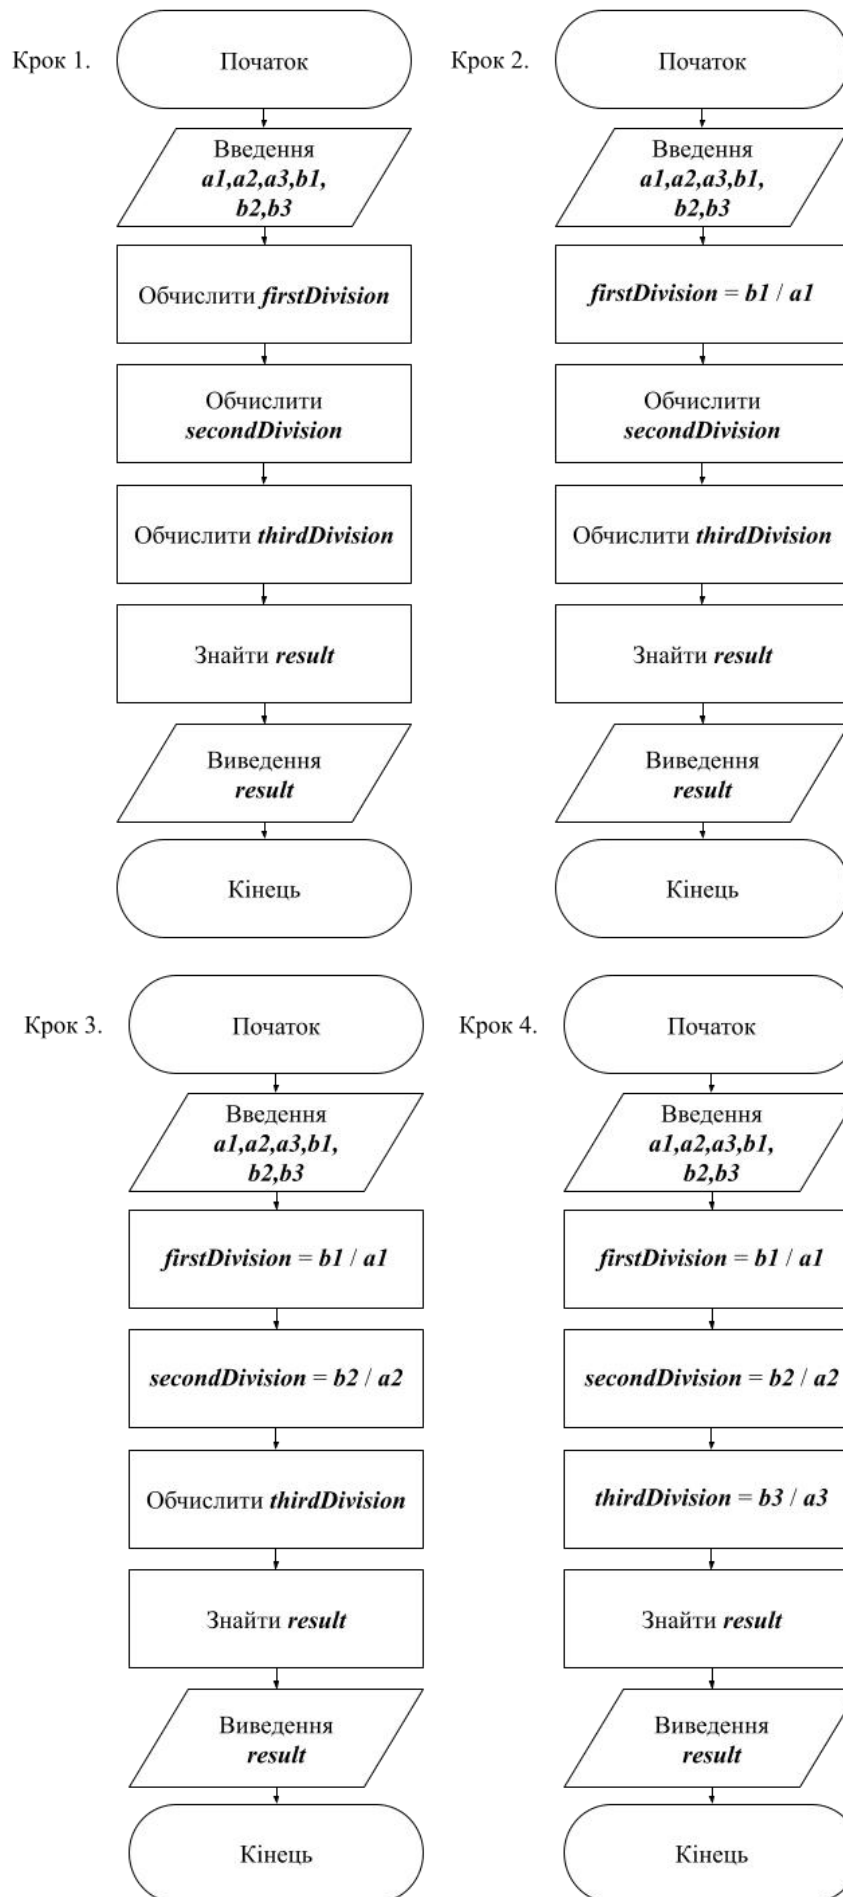 Крок 1.
Початок
Введення
a1,a2,a3,b1,
b2,b3
Обчислити firstDivision
Обчислити
secondDivision
Обчислити thirdDivision
Знайти result
Виведення
result
Кінець
Крок 2.
Початок
Введення
a1,a2,a3,b1,
b2,b3
firstDivision = b1 / a1
Обчислити
secondDivision
Обчислити thirdDivision
Знайти result
Виведення
result
Кінець
Крок 3.
Початок
Введення
a1,a2,a3,b1,
b2,b3
firstDivision = b1 / a1
secondDivision = b2 / a2
Обчислити thirdDivision
Знайти result
Виведення
result
Кінець
Крок 4.
Початок
Введення
a1,a2,a3,b1,
b2,b3
firstDivision = b1 / a1
secondDivision = b2 / a2
thirdDivision = b3 / a3
Знайти result
Виведення
result
Кінець